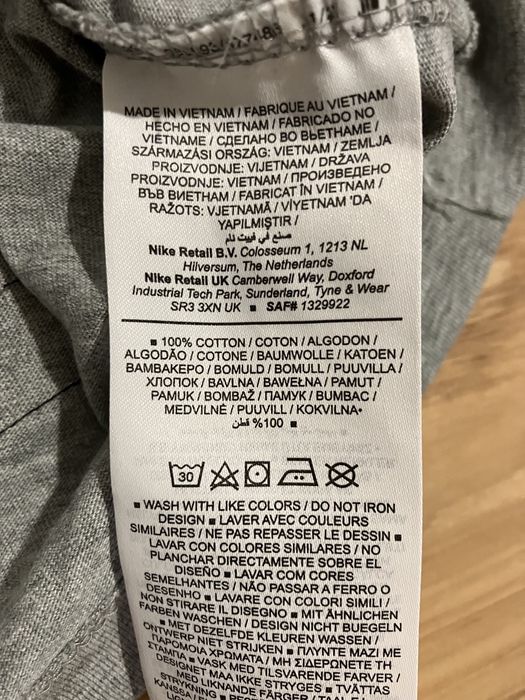 MADE IN VIETNAM / FABRIQUE AU VIETNAM /
HECHO EN VIETNAM / FABRICADO NO
VIETNAME / СДЕЛАНО ВО ВЬЕТНАМЕ /
SZÁRMAZÁSI ORSZÁG: VIETNAM / ZEMLJA
PROIZVODNJE: VIJETNAM / DRŽAVA
PROIZVODNJE: VIETNAM / ПРОИЗВЕДЕНО
ВЪВ ВИЕТНАМ / FABRICAT ÎN VIETNAM /
RAŽOTS: VJETNAMĀ / VİYETNAM 'DA
YAPILMIŞTIR /
صنع في فييت نام
Nike Retail B.V. Colosseum 1, 1213 NL
Hilversum, The Netherlands
Nike Retail UK Camberwell Way, Doxford
Industrial Tech Park, Sunderland, Tyne & Wear
SR3 3XN UK ■ SAF# 1329922
■ 100% COTTON / COTON / ALGODON /
ALGODÃO / COTONE / BAUMWOLLE / KATOEN /
ΒΑΜΒΑΚΕΡΟ / BOMULD / BOMULL / PUUVILLA /
ХЛОПОК / BAVLNA / BAWEŁNA / PAMUT /
PAMUK / BOMBAŽ / ПАМУК / BUMBAC /
MEDVILNĖ / PUUVILL / KOKVILNA•
%100 قطن ■
30
■ WASH WITH LIKE COLORS / DO NOT IRON
DESIGN ■ LAVER AVEC COULEURS
SIMILAIRES / NE PAS REPASSER LE DESSIN ■
LAVAR CON COLORES SIMILARES / NO
PLANCHAR DIRECTAMENTE SOBRE EL
DISEÑO ■ LAVAR COM CORES
SEMELHANTES / NÃO PASSAR A FERRO O
DESENHO ■ LAVARE CON COLORI SIMILI /
NON STIRARE IL DISEGNO ■ MIT ÄHNLICHEN
FARBEN WASCHEN / DESIGN NICHT BUEGELN
■ MET DEZELFDE KLEUREN WASSEN /
ONTWERP NIET STRIJKEN ■ ΠΛΥΝΤΕ ΜΑΖΙ ΜΕ
ΠΑΡΟΜΟΙΑ ΧΡΩΜΑΤΑ / ΜΗ ΣΙΔΕΡΩΝΕΤΕ ΤΗ
ΣΤΑΜΠΑ ■ VASK MED TILSVARENDE FARVER /
DESIGNET MAA IKKE STRYGES ■ TVÄTTAS
MED LIKNANDE FÄRGER /
STRYKNING ■